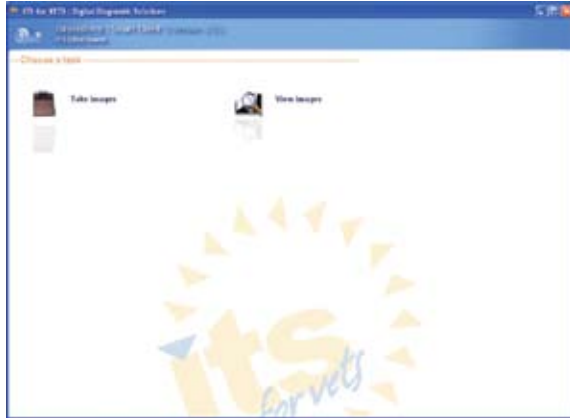 ITS for VETS : Digital Diagnostic Solutions
Choose a task
Take images
View images
its
for vets